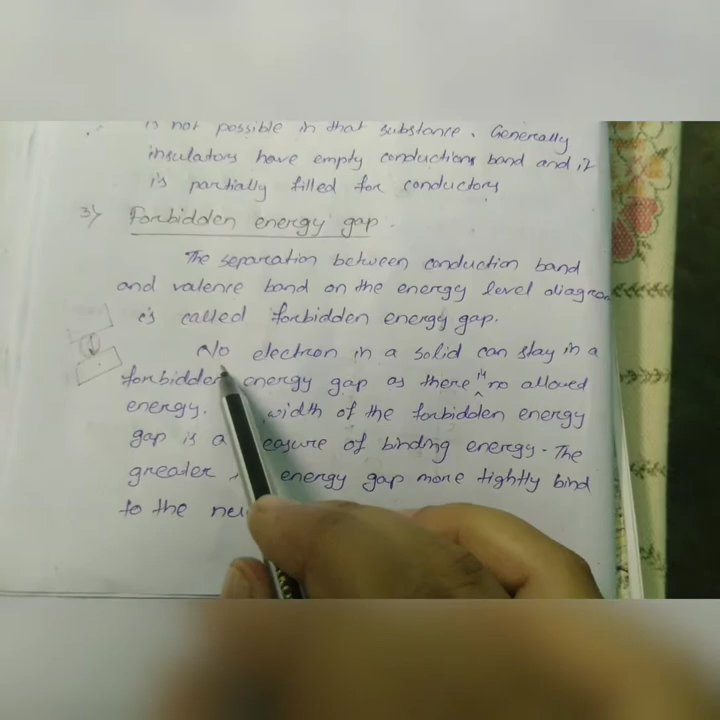 is not possible in that substance. Generally
insulators have empty conductions band and it
is partially filled for conductors
3) Forbidden energy gap.
The separation between conduction band
and valence band on the energy level diagram
is called forbidden energy gap.
No electron in a solid can stay in a
forbidden energy gap as there is no allowed
energy. width of the forbidden energy
gap is a of binding energy. The
greater energy gap more tightly bind
to the